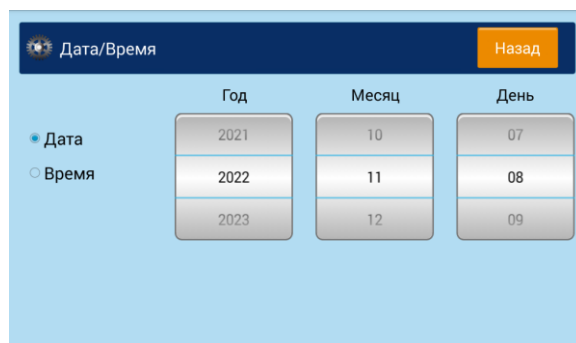 Дата/Время Назад
Год Месяц День
Дата
Время
2021 10 07
2022 11 08
2023 12 09